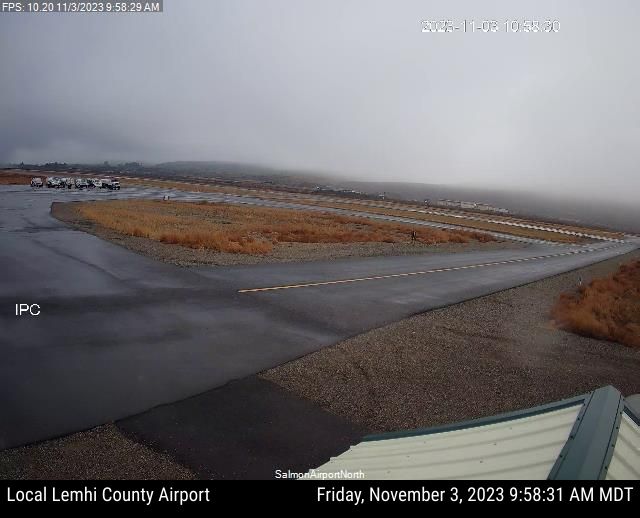 FPS: 10.20 11/3/2023 9:58:29 AM
2023-11-03 10:58:30
IPC
SalmonAirportNorth
Local Lemhi County Airport
Friday, November 3, 2023 9:58:31 AM MDT